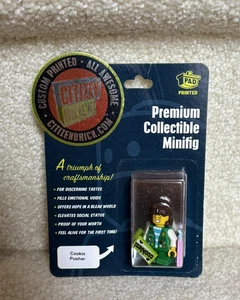 CUSTOM PRINTED • ALL AWESOME •
CITIZEN
BRICK
CITIZENBRICK.COM
PAD
PRINTED
Premium
Collectible
Minifig
A triumph of
craftsmanship!
• FOR DISCERNING TASTES
• FILLS EMOTIONAL VOIDS
• OFFERS HOPE IN A BLEAK WORLD
• ELEVATES SOCIAL STATUS
• PROOF OF YOUR WORTH
• FEEL ALIVE FOR THE FIRST TIME!
Cookie
Pusher